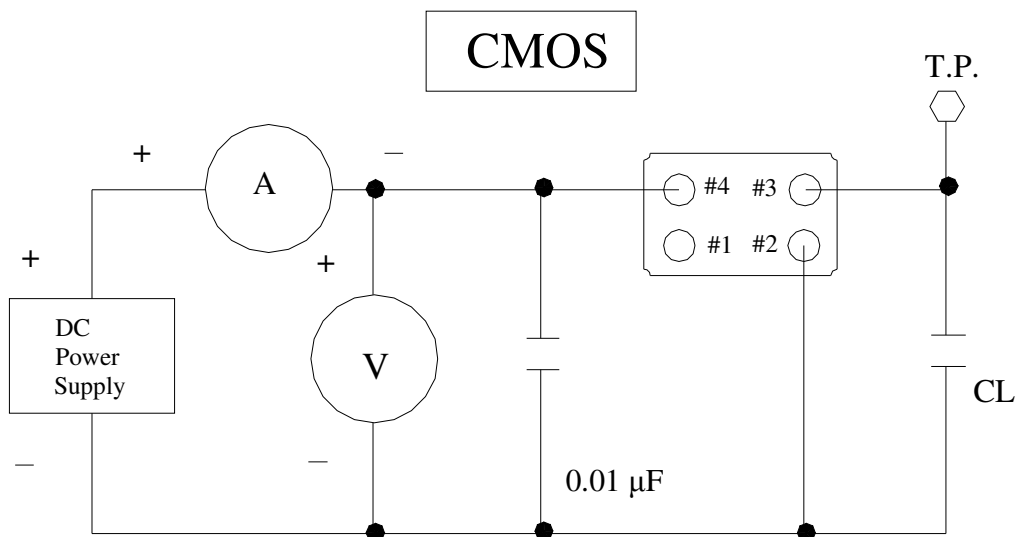 CMOS
T.P.
+
−
A
#4
#3
#1
#2
+
+
DC
Power
Supply
V
CL
−
−
0.01 µF